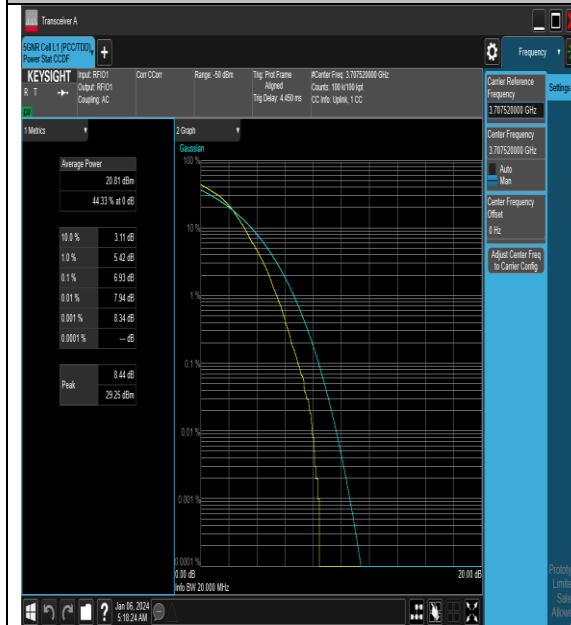 Transceiver A
5GNR Cell L1 (PCC/TDD),
Power Stat CCDF
Frequency
KEYSIGHT
R T
Input: RFIO1
Output: RFIO1
Coupling: AC
Corr CCorr
Range: -50 dBm
Trig: Prot Frame
Aligned
Trig Delay: 4.450 ms
#Center Freq: 3.707520000 GHz
Counts: 100 k/100 kpt
CC Info: Uplink, 1 CC
1 Metrics
Average Power
20.81 dBm
44.33 % at 0 dB
10.0 % 3.11 dB
1.0 % 5.42 dB
0.1 % 6.93 dB
0.01 % 7.94 dB
0.001 % 8.34 dB
0.0001 % --- dB
Peak
8.44 dB
29.25 dBm
2 Graph
Gaussian
100 %
10 %
1 %
0.1 %
0.01 %
0.001 %
0.0001 %
0.00 dB
20.00 dB
Info BW 20.000 MHz
Carrier Reference
Frequency
3.707520000 GHz
Settings
Center Frequency
3.707520000 GHz
Auto
Man
Center Frequency
Offset
0 Hz
Adjust Center Freq
to Carrier Config
Jan 06, 2024
5:18:24 AM